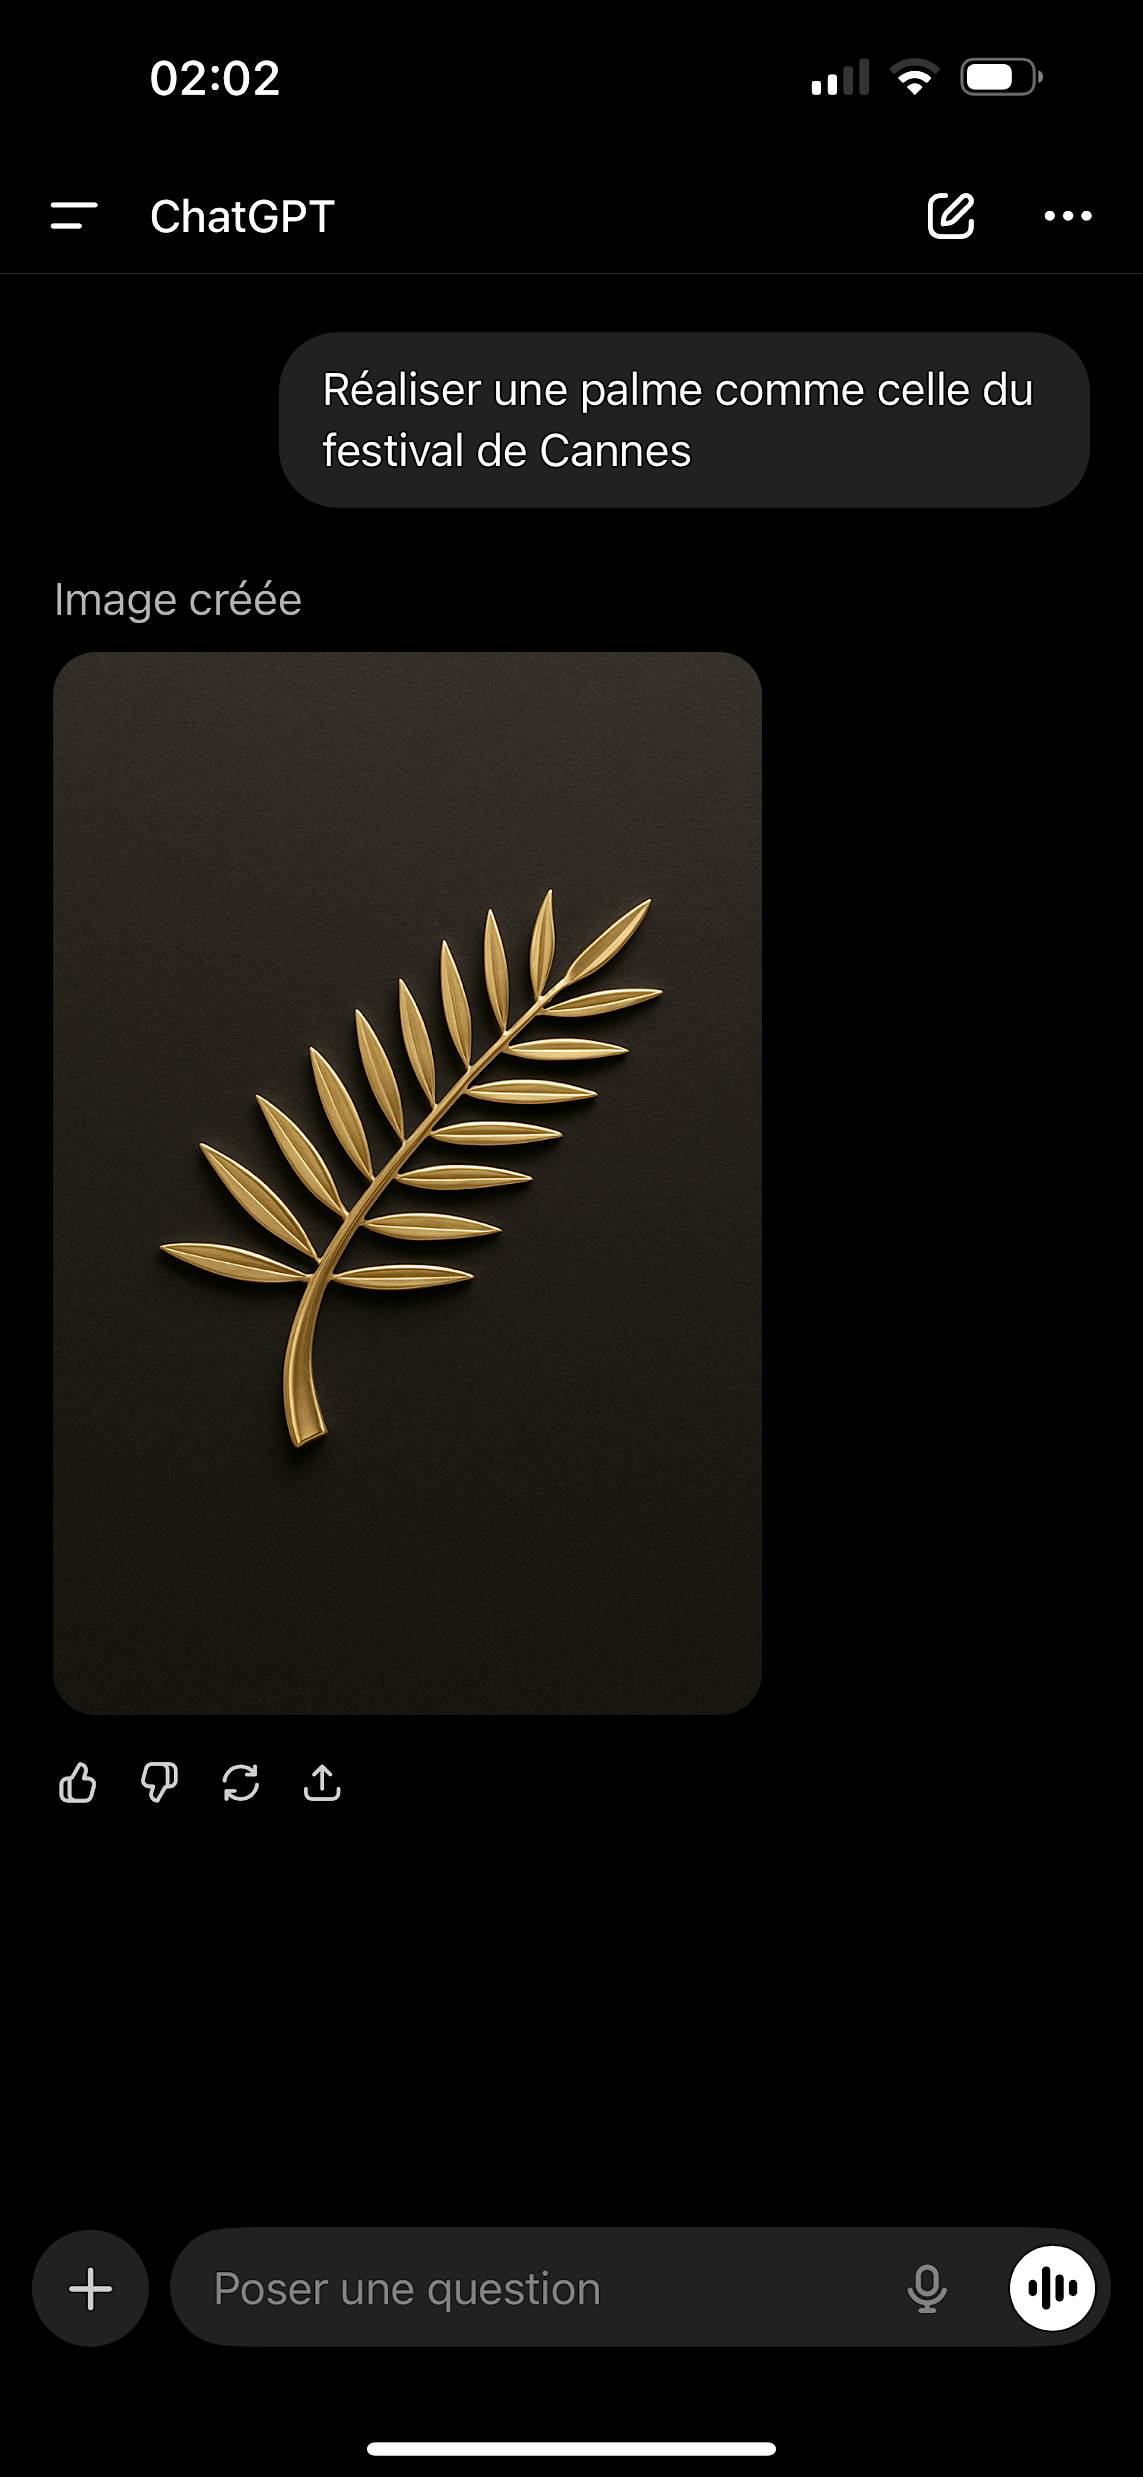 02:02
ChatGPT
Réaliser une palme comme celle du
festival de Cannes
Image créée
Poser une question